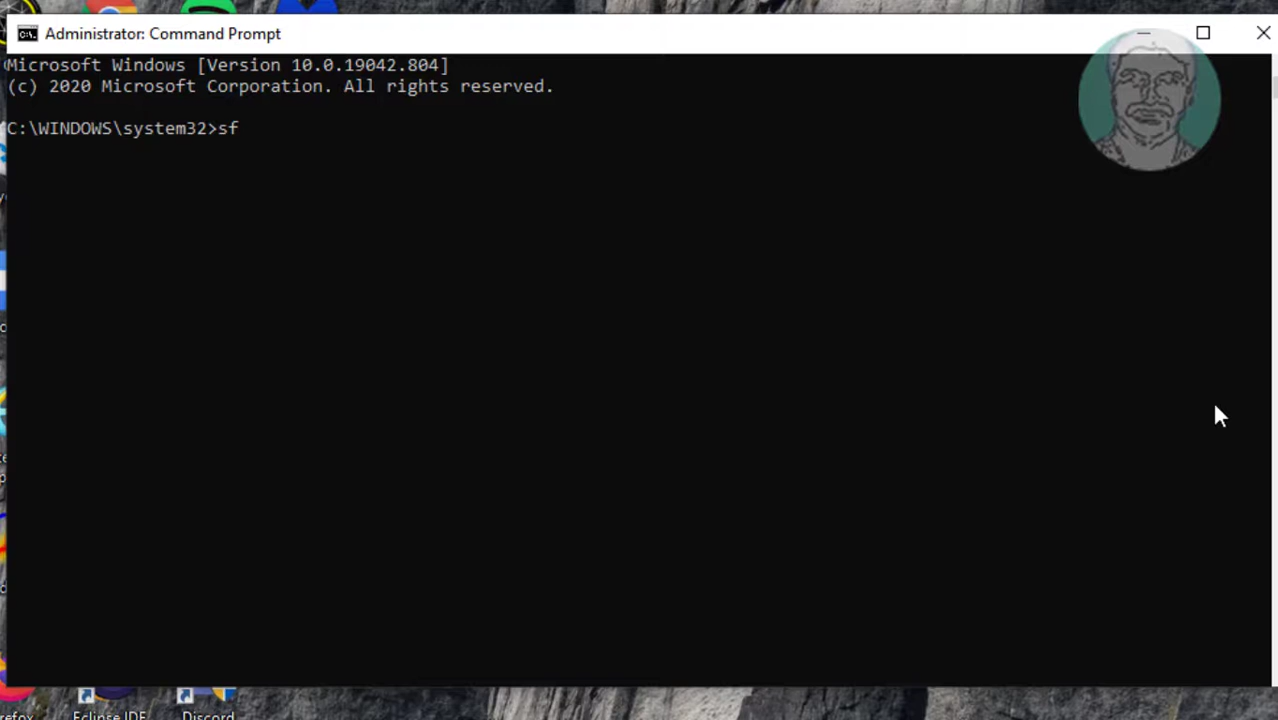 Administrator: Command Prompt
Microsoft Windows [Version 10.0.19042.804]
(c) 2020 Microsoft Corporation. All rights reserved.
C:\WINDOWS\system32>sf
refox
Eclipse IDE
Discord